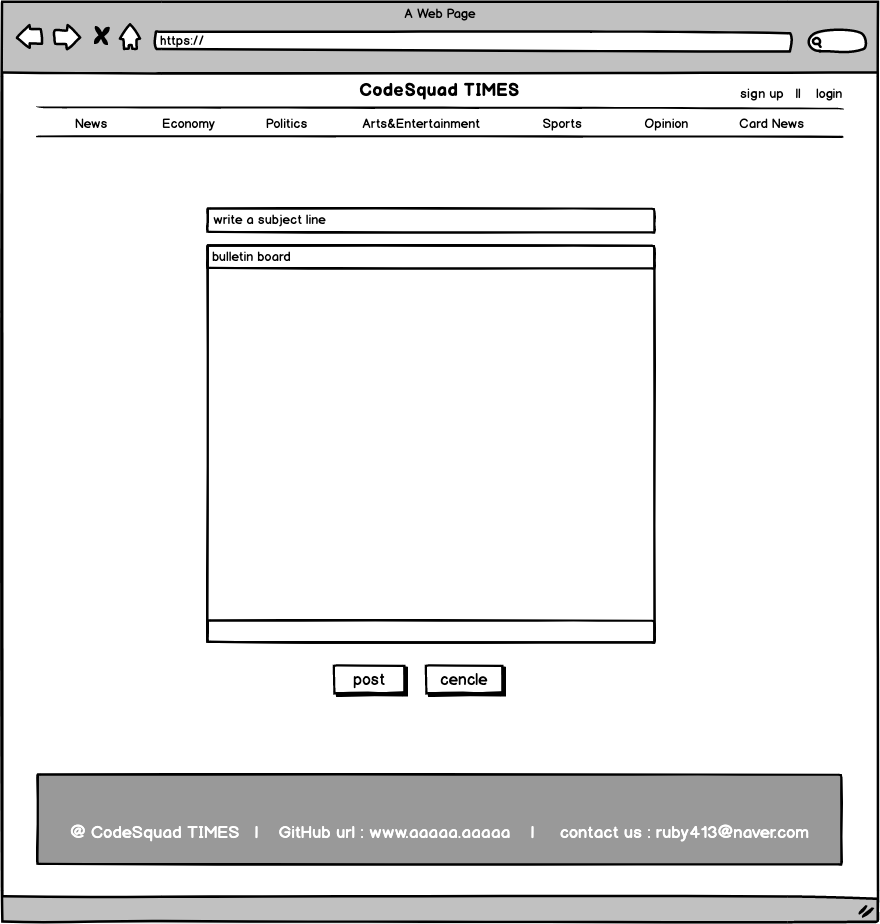 A Web Page
https://
CodeSquad TIMES
sign up || login
News Economy Politics Arts&Entertainment Sports Opinion Card News
write a subject line
bulletin board
post cencle
@ CodeSquad TIMES | GitHub url : www.aaaaa.aaaaa | contact us : ruby413@naver.com